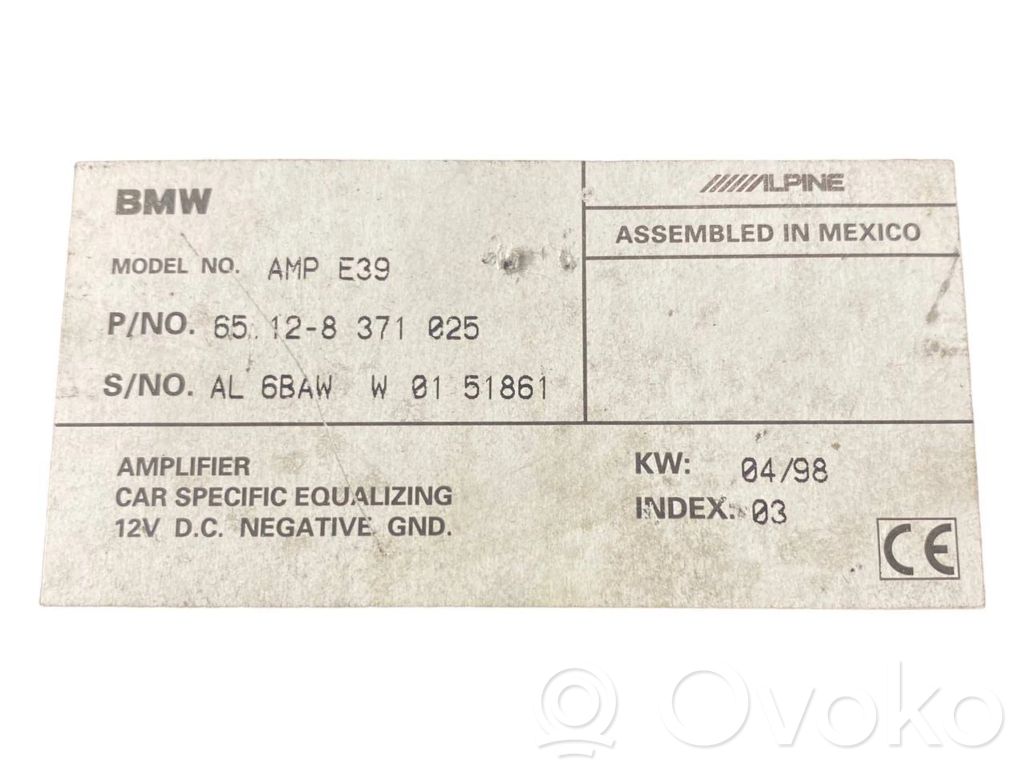 BMW
MODEL NO. AMP E39
P/NO. 65.12-8 371 025
S/NO. AL 6BAW W 01 51861
ALPINE
ASSEMBLED IN MEXICO
AMPLIFIER
CAR SPECIFIC EQUALIZING
12V D.C. NEGATIVE GND.
KW: 04/98
INDEX: 03
CE
Ovoko